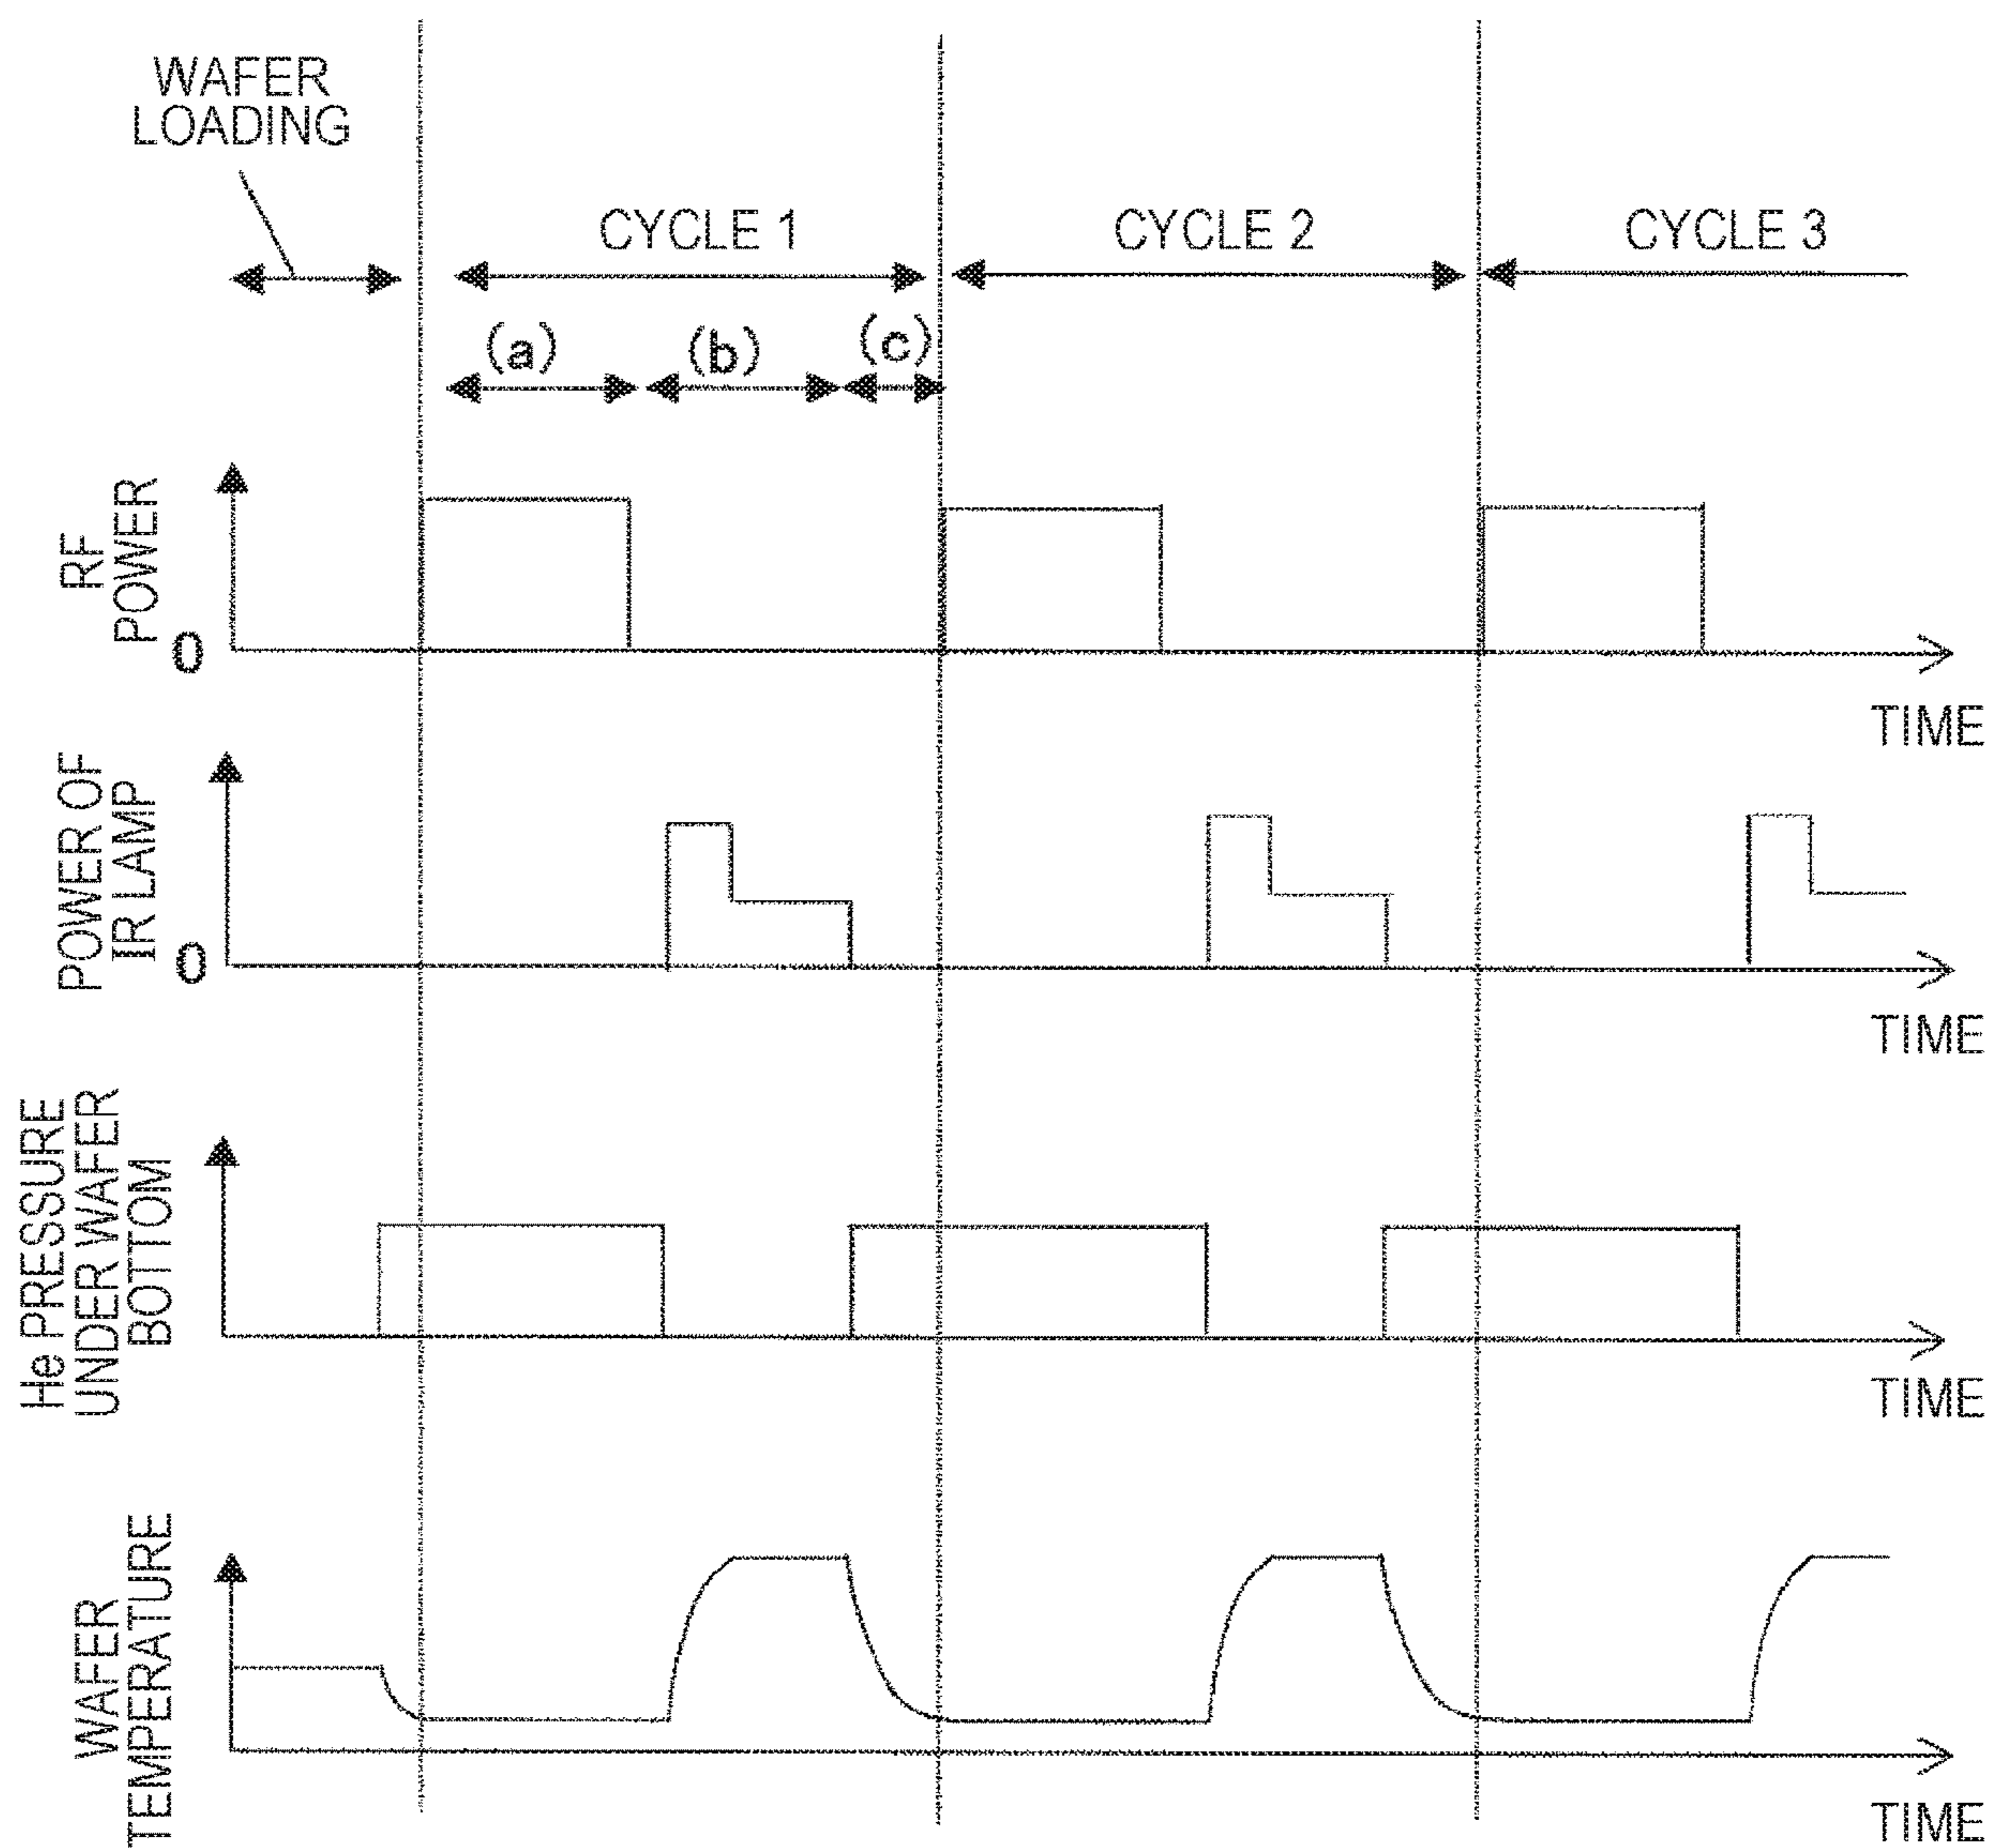 WAFER
LOADING
CYCLE 1
CYCLE 2
CYCLE 3
(a)
(b)
(c)
RF
POWER
0
TIME
POWER OF
IR LAMP
0
TIME
He PRESSURE
UNDER WAFER
BOTTOM
TIME
WAFER
TEMPERATURE
TIME